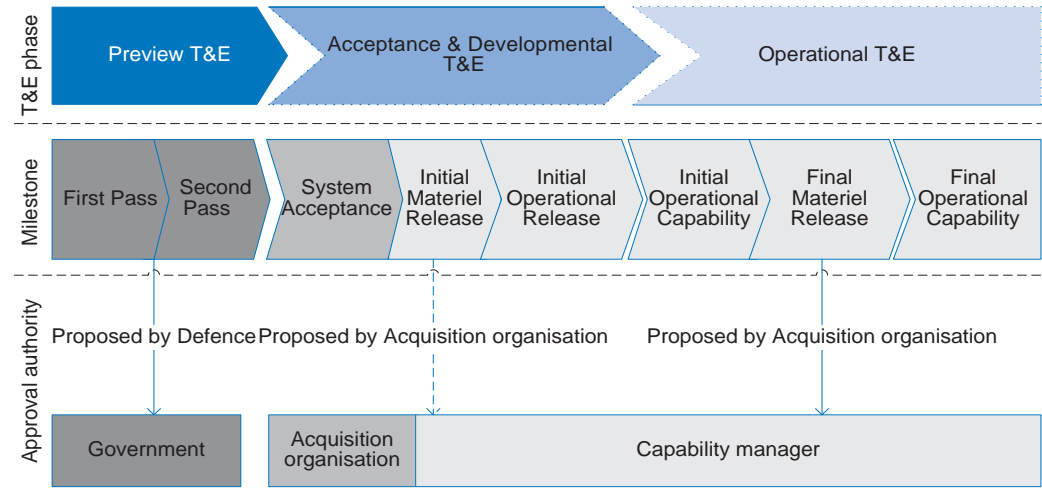 T&E phase
Preview T&E
Acceptance & Developmental
T&E
Operational T&E
Milestone
First Pass
Second
Pass
System
Acceptance
Initial
Materiel
Release
Initial
Operational
Release
Initial
Operational
Capability
Final
Materiel
Release
Final
Operational
Capability
Approval authority
Proposed by Defence
Proposed by Acquisition organisation
Proposed by Acquisition organisation
Government
Acquisition
organisation
Capability manager